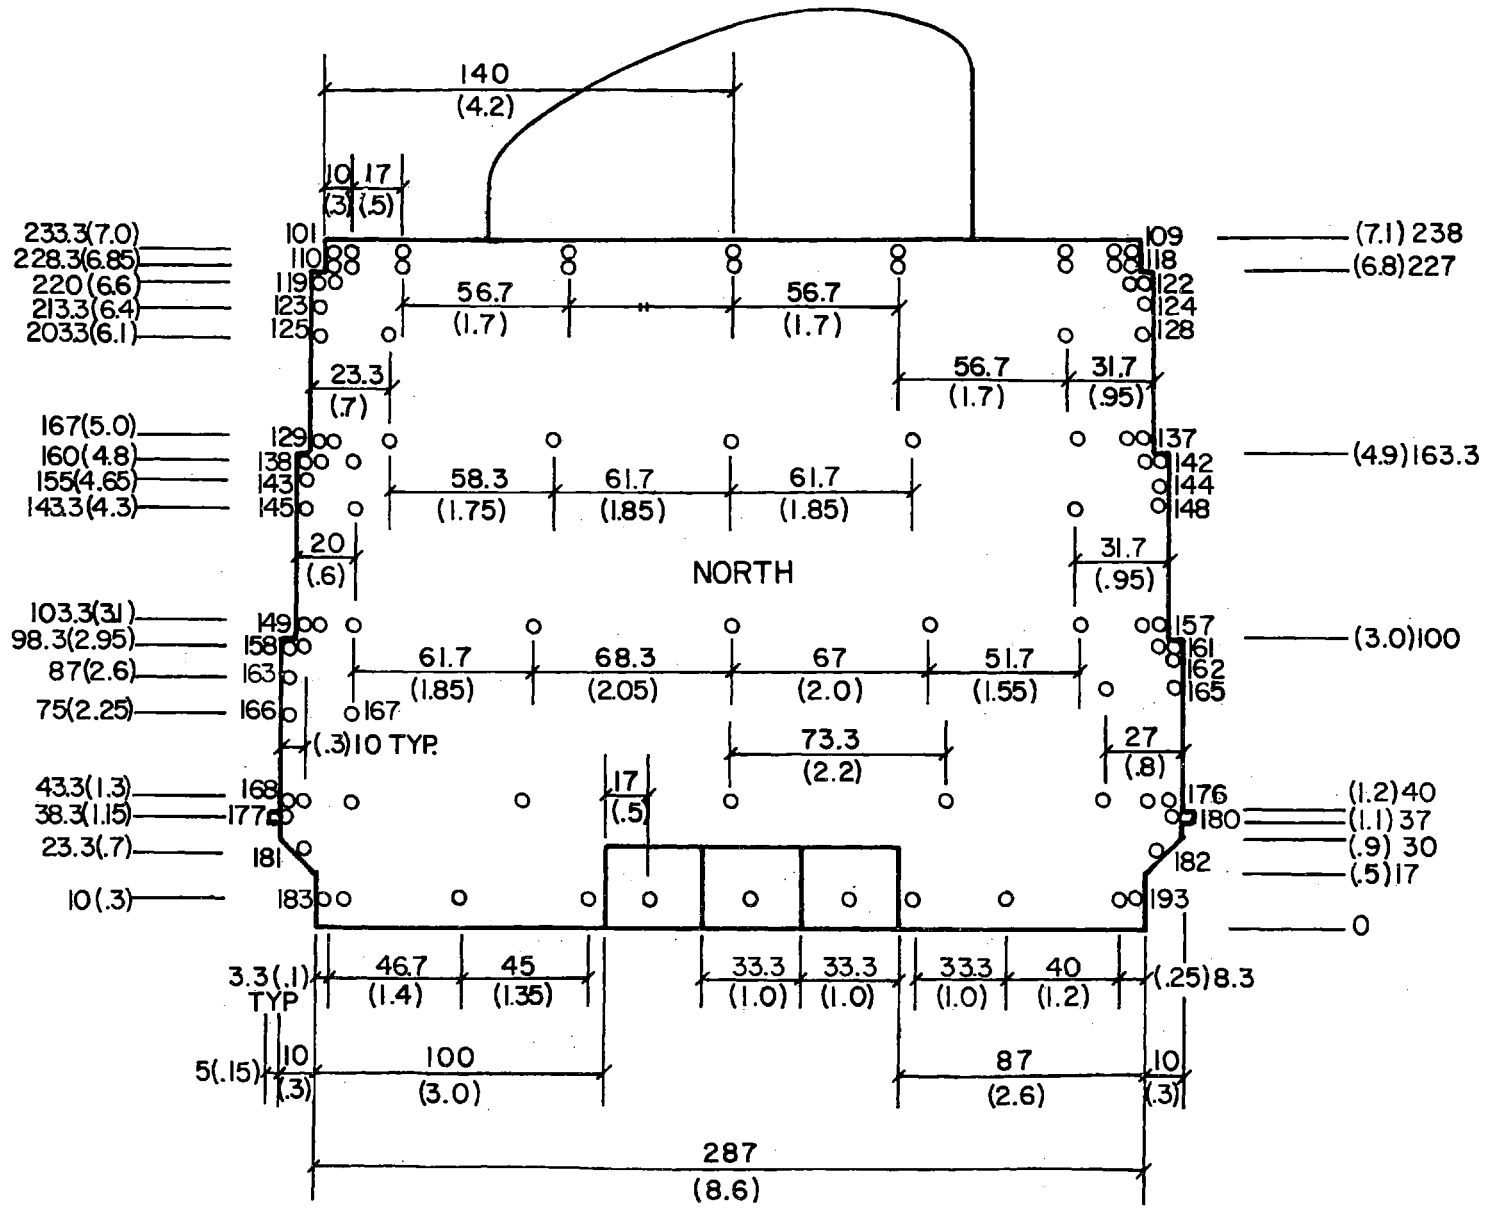 140
(4.2)
10 17
(.3) (.5)
233.3(7.0) 101 109 (7.1) 238
228.3(6.85) 110 118 (6.8) 227
220 (6.6) 119 122
213.3(6.4) 123 56.7 56.7 124
(1.7) (1.7)
203.3(6.1) 125 128
23.3 56.7 31.7
(.7) (1.7) (.95)
167(5.0) 129 137
160(4.8) 138 142 (4.9)163.3
155(4.65) 143 144
58.3 61.7 61.7
143.3(4.3) 145 (1.75) (1.85) (1.85) 148
20 31.7
(.6) (.95)
NORTH
103.3(3.1) 149 157
98.3(2.95) 158 161 (3.0)100
87(2.6) 163 61.7 68.3 67 51.7 162
(1.85) (2.05) (2.0) (1.55) 165
75(2.25) 166 167
(.3)10 TYP. 73.3 27
(2.2) (.8)
17
(.5)
43.3(1.3) 168 176 (1.2) 40
38.3(1.15) 177 180 (1.1) 37
23.3(.7) 181 182 (.9) 30
(.5)17
10(.3) 183 193
0
3.3(.1) 46.7 45 33.3 33.3 33.3 40 (.25)8.3
TYP (1.4) (1.35) (1.0) (1.0) (1.0) (1.2)
5(.15) 10 100 87 10
(.3) (3.0) (2.6) (.3)
287
(8.6)